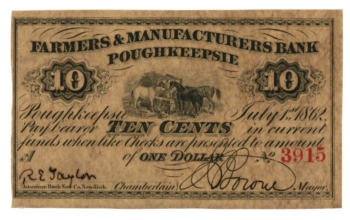 FARMERS & MANUFACTURERS BANK
POUGHKEEPSIE
10 10
Poughkeepsie July 1st 1862
Pay bearer TEN CENTS in current
funds when like Checks are presented to amount
of ONE DOLLAR. No 3915
R.E. Taylor
American Bank Note Co. New-York. Chamberlain Mayor